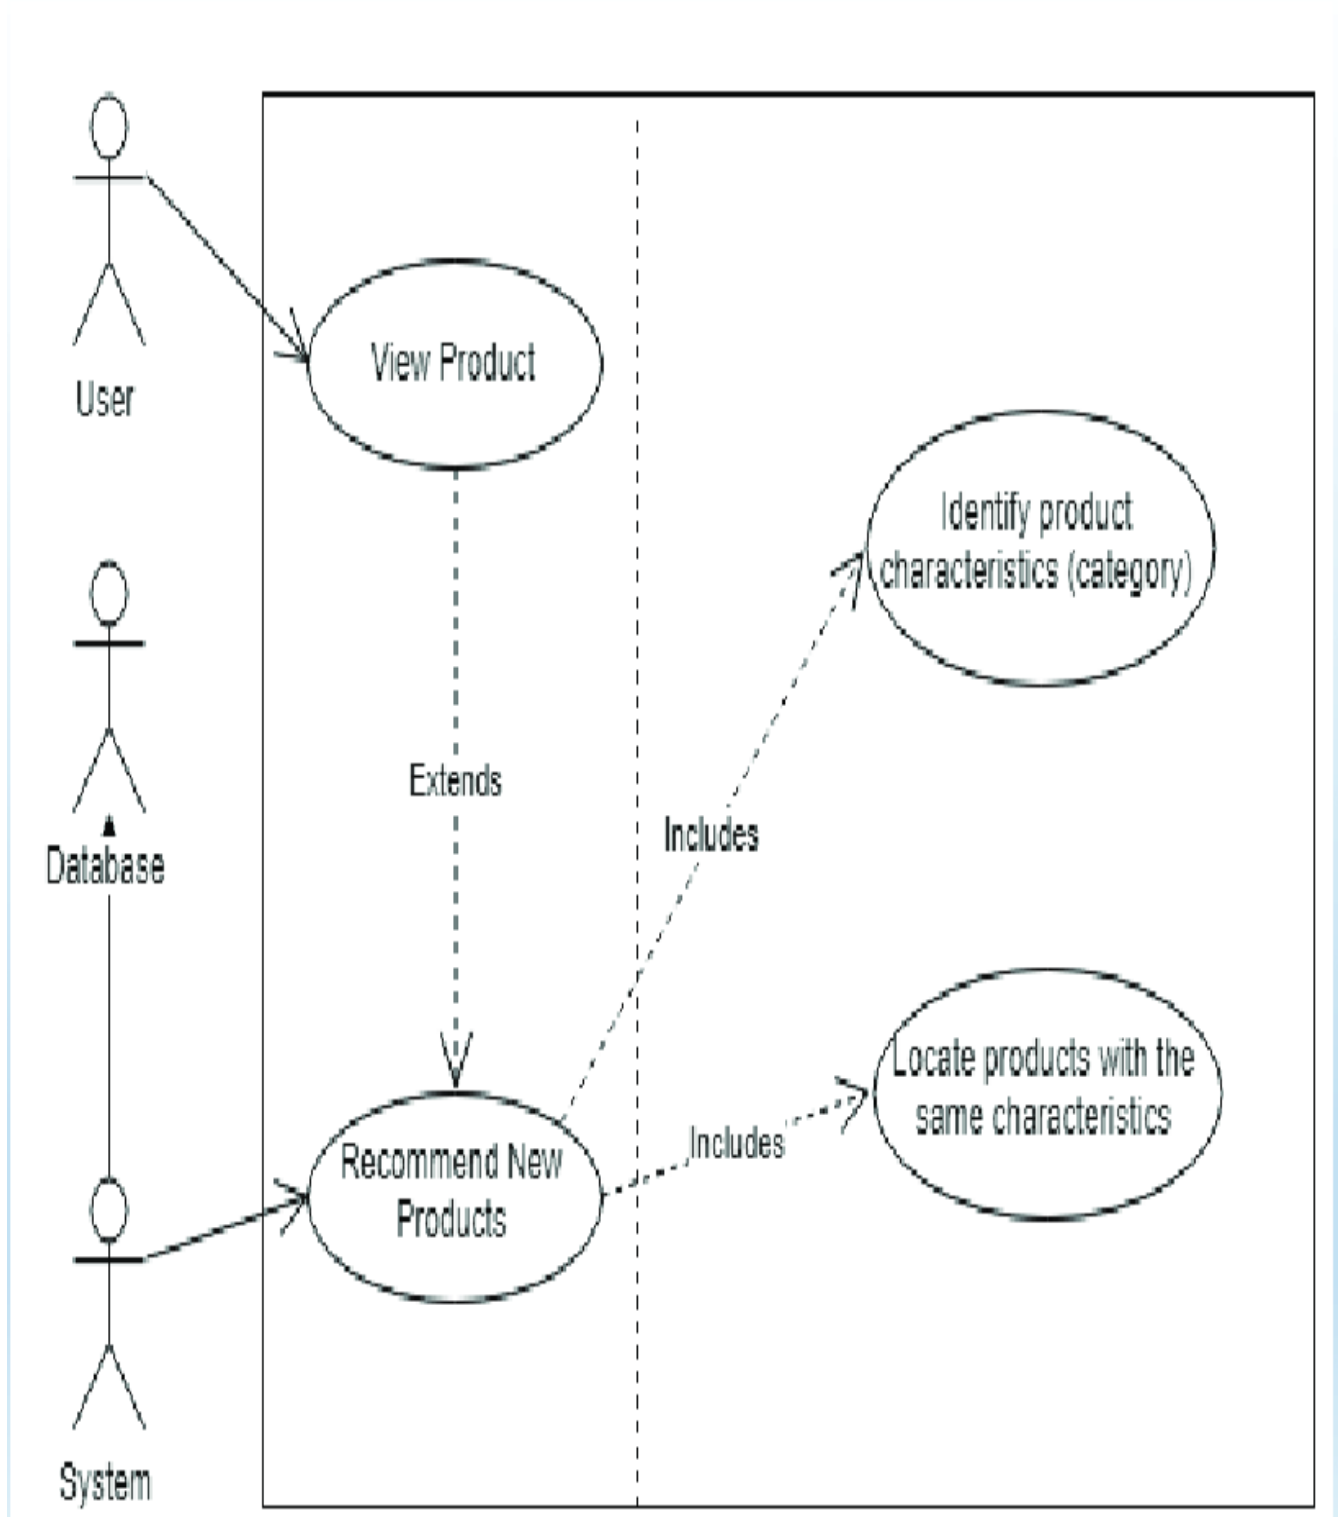 View Product
User
Identify product
characteristics (category)
Extends
Includes
Database
Locate products with the
same characteristics
Includes
Recommend New
Products
System